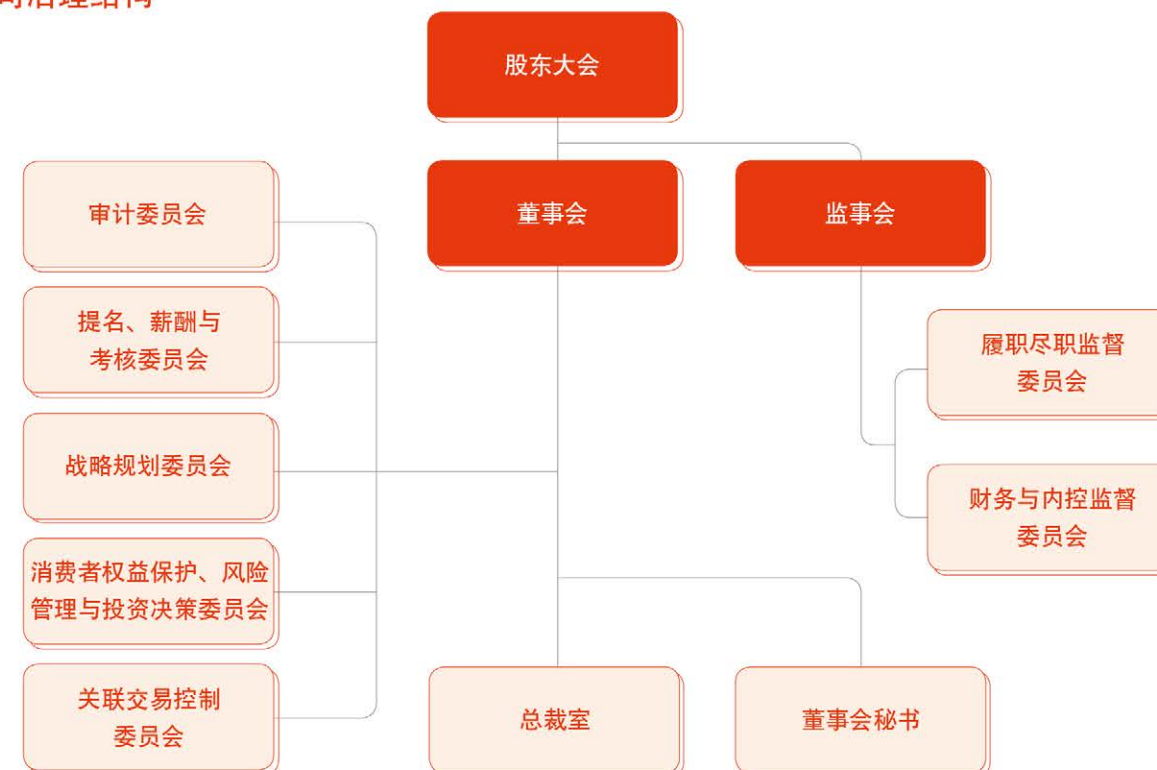 治理结构
股东大会
董事会
监事会
审计委员会
提名、薪酬与
考核委员会
战略规划委员会
消费者权益保护、风险
管理与投资决策委员会
关联交易控制
委员会
履职尽职监督
委员会
财务与内控监督
委员会
总裁室
董事会秘书